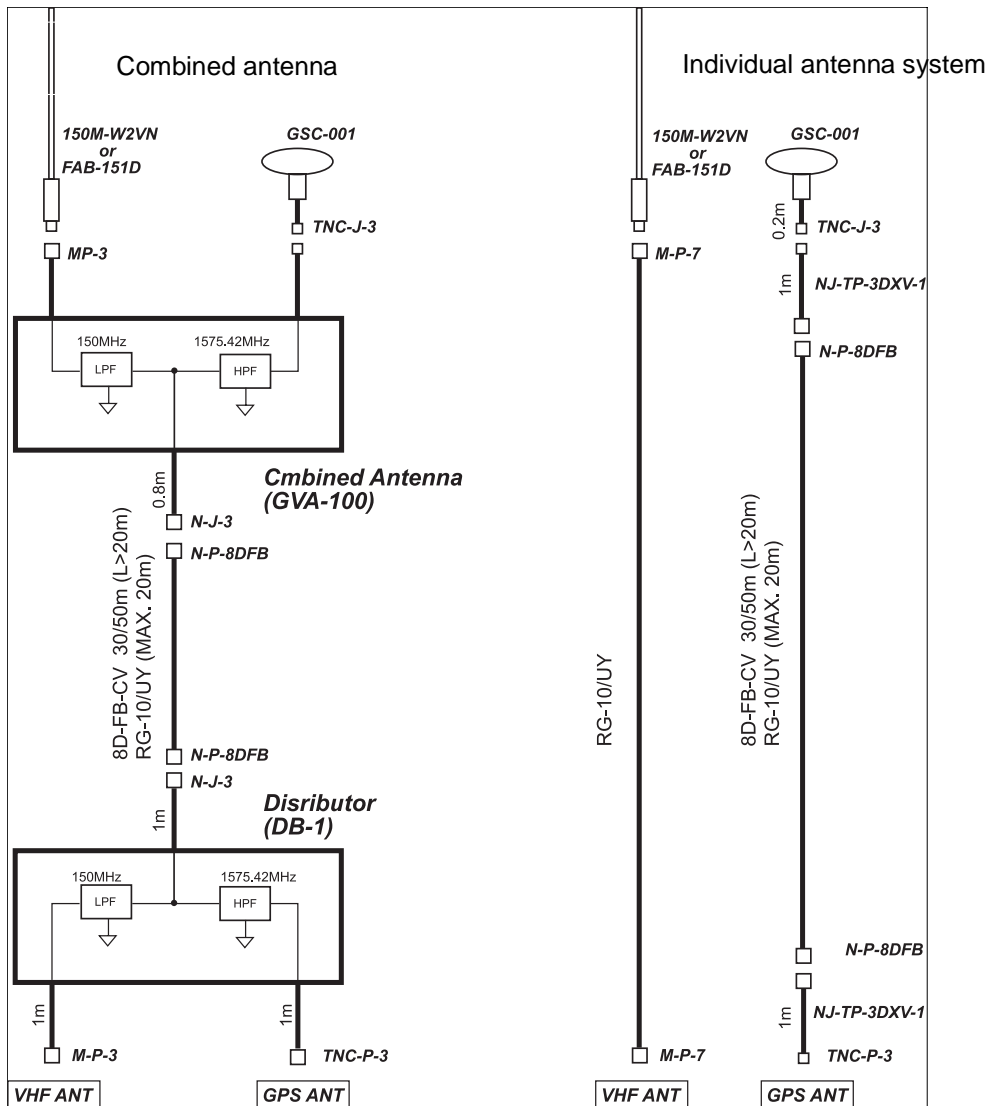 Combined antenna
150M-W2VN
or
FAB-151D
GSC-001
TNC-J-3
MP-3
150MHz
1575.42MHz
LPF
HPF
0.8m
Cmbined Antenna
(GVA-100)
N-J-3
N-P-8DFB
8D-FB-CV 30/50m (L>20m)
RG-10/UY (MAX. 20m)
N-P-8DFB
N-J-3
1m
Disributor
(DB-1)
150MHz
1575.42MHz
LPF
HPF
1m
1m
M-P-3
TNC-P-3
VHF ANT
GPS ANT
Individual antenna system
150M-W2VN
or
FAB-151D
GSC-001
0.2m
TNC-J-3
M-P-7
1m
NJ-TP-3DXV-1
N-P-8DFB
RG-10/UY
8D-FB-CV 30/50m (L>20m)
RG-10/UY (MAX. 20m)
N-P-8DFB
1m
NJ-TP-3DXV-1
M-P-7
TNC-P-3
VHF ANT
GPS ANT